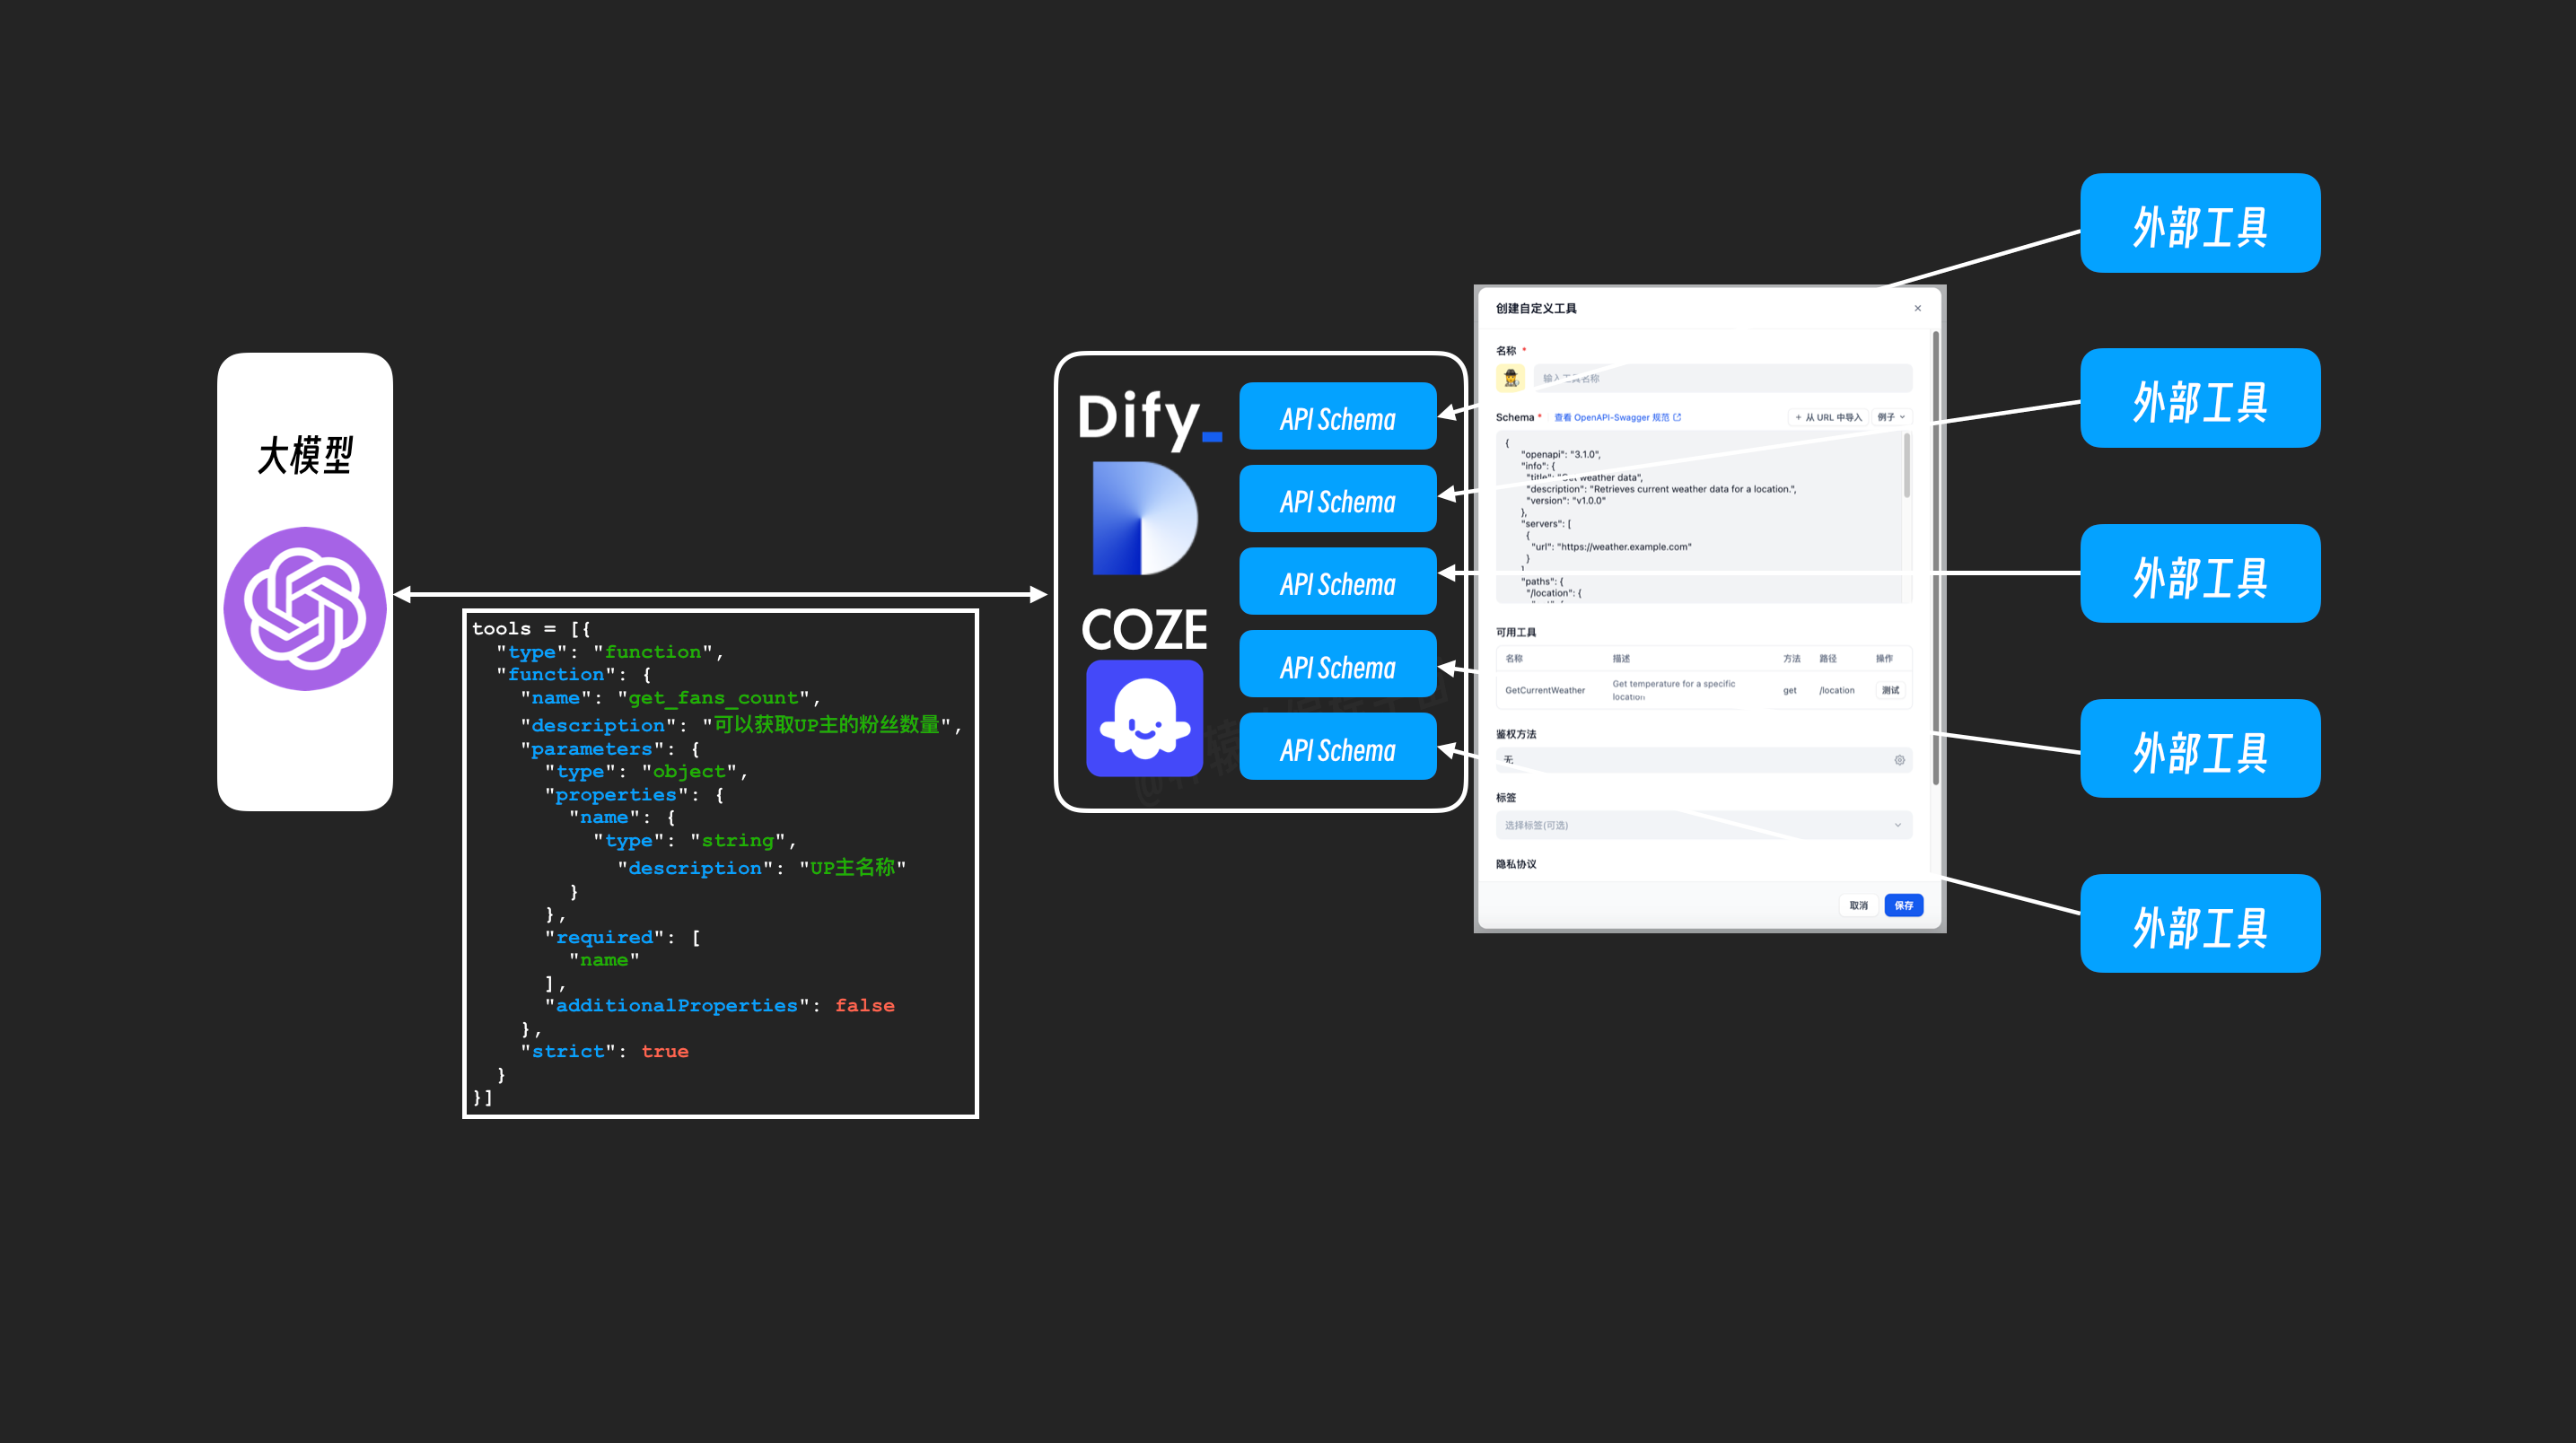 大模型
tools = [{
"type": "function",
"function": {
"name": "get_fans_count",
"description": "可以获取UP主的粉丝数量",
"parameters": {
"type": "object",
"properties": {
"name": {
"type": "string",
"description": "UP主名称"
}
},
"required": [
"name"
],
"additionalProperties": false
},
"strict": true
}
}]
Dify_
COZE
API Schema
API Schema
API Schema
API Schema
API Schema
创建自定义工具
名称 *
输入工具名称
Schema * 查看 OpenAPI-Swagger 规范
+ 从 URL 中导入 例子
{
"openapi": "3.1.0",
"info": {
"title": "Get weather data",
"description": "Retrieves current weather data for a location.",
"version": "v1.0.0"
},
"servers": [
{
"url": "https://weather.example.com"
}
],
"paths": {
"/location": {
可用工具
名称 描述 方法 路径 操作
GetCurrentWeather Get temperature for a specific location get /location 测试
鉴权方法
无
标签
选择标签(可选)
隐私协议
取消 保存
外部工具
外部工具
外部工具
外部工具
外部工具